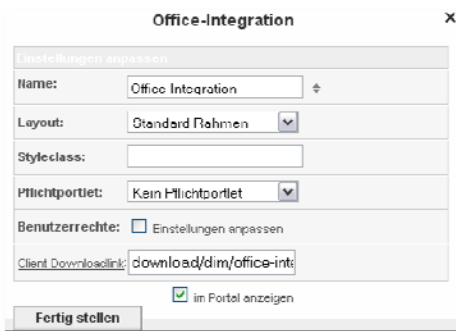 Office-Integration x
Einstellungen anpassen
Name: Office Integration
Layout: Standard Rahmen
Styleclass:
Pflichtportlet: Kein Pflichtportlet
Benutzerrechte: Einstellungen anpassen
Client Downloadlink: download/dim/office-inte
im Portal anzeigen
Fertig stellen